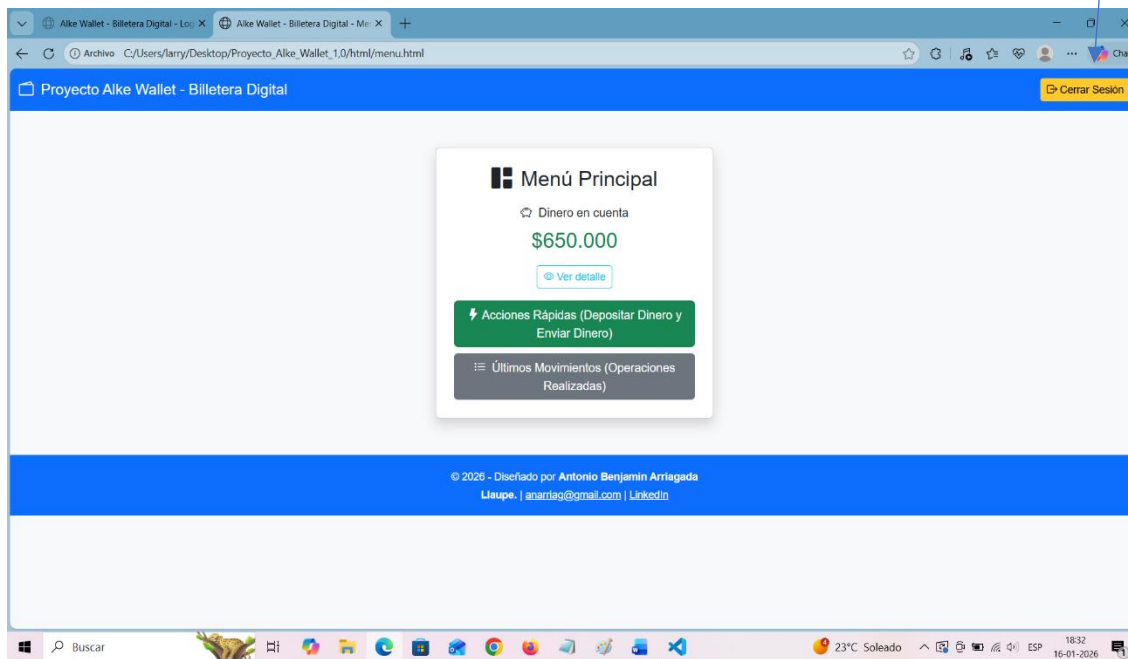 Alke Wallet - Billetera Digital - Log
Alke Wallet - Billetera Digital - Me
Archivo C:/Users/larry/Desktop/Proyecto_Alke_Wallet_1,0/html/menu.html
Cha
Proyecto Alke Wallet - Billetera Digital
Cerrar Sesión
Menú Principal
Dinero en cuenta
$650.000
Ver detalle
Acciones Rápidas (Depositar Dinero y
Enviar Dinero)
Últimos Movimientos (Operaciones
Realizadas)
© 2026 - Diseñado por Antonio Benjamin Arriagada
Llaupe. | anarriag@gmail.com | LinkedIn
Buscar
23°C Soleado
ESP
18:32
16-01-2026